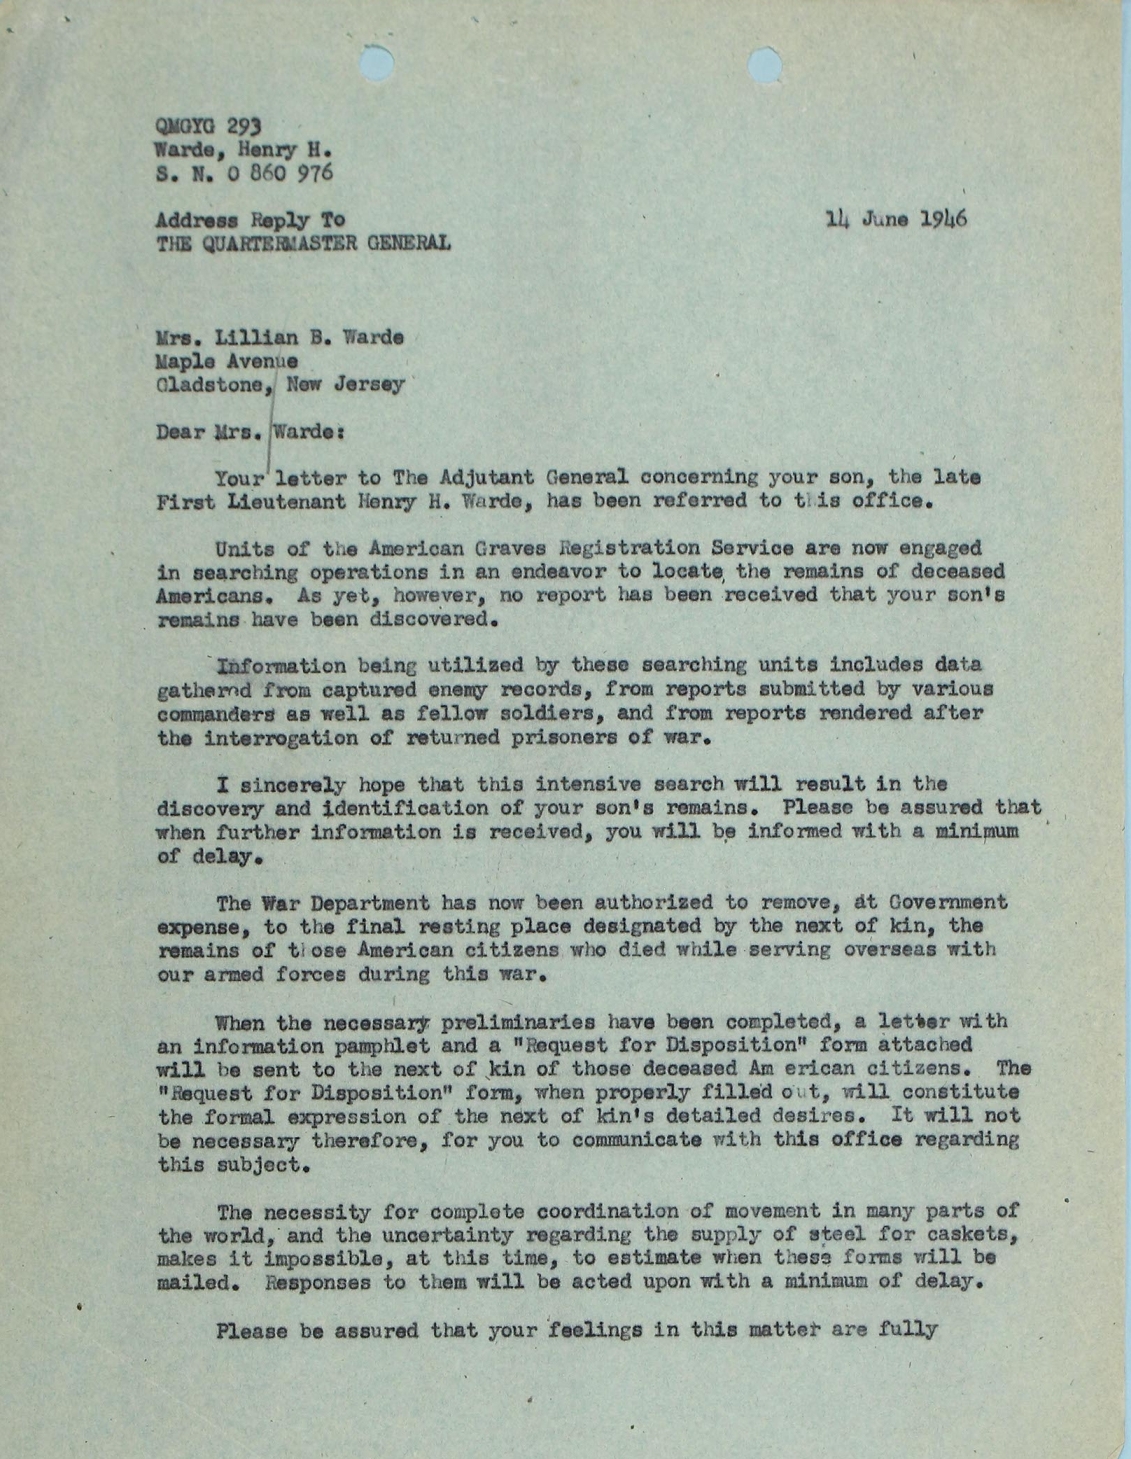 QMGYG 293
Warde, Henry H.
S. N. O 860 976
Address Reply To
THE QUARTERMASTER GENERAL
14 June 1946
Mrs. Lillian B. Warde
Maple Avenue
Gladstone, New Jersey
Dear Mrs. Warde:
Your letter to The Adjutant General concerning your son, the late
First Lieutenant Henry H. Warde, has been referred to this office.
Units of the American Graves Registration Service are now engaged
in searching operations in an endeavor to locate the remains of deceased
Americans. As yet, however, no report has been received that your son's
remains have been discovered.
Information being utilized by these searching units includes data
gathered from captured enemy records, from reports submitted by various
commanders as well as fellow soldiers, and from reports rendered after
the interrogation of returned prisoners of war.
I sincerely hope that this intensive search will result in the
discovery and identification of your son's remains. Please be assured that
when further information is received, you will be informed with a minimum
of delay.
The War Department has now been authorized to remove, at Government
expense, to the final resting place designated by the next of kin, the
remains of those American citizens who died while serving overseas with
our armed forces during this war.
When the necessary preliminaries have been completed, a letter with
an information pamphlet and a "Request for Disposition" form attached
will be sent to the next of kin of those deceased Am erican citizens. The
"Request for Disposition" form, when properly filled out, will constitute
the formal expression of the next of kin's detailed desires. It will not
be necessary therefore, for you to communicate with this office regarding
this subject.
The necessity for complete coordination of movement in many parts of
the world, and the uncertainty regarding the supply of steel for caskets,
makes it impossible, at this time, to estimate when these forms will be
mailed. Responses to them will be acted upon with a minimum of delay.
Please be assured that your feelings in this matter are fully